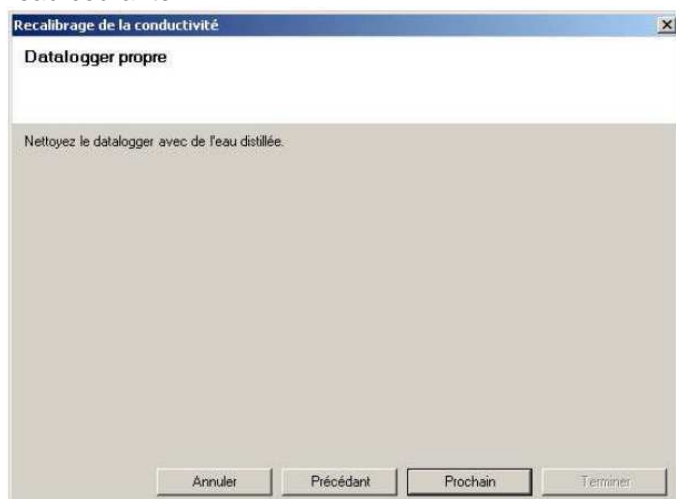 Recalibrage de la conductivité
Datalogger propre
Nettoyez le datalogger avec de l'eau distillée.
Annuler Précédant Prochain Terminer